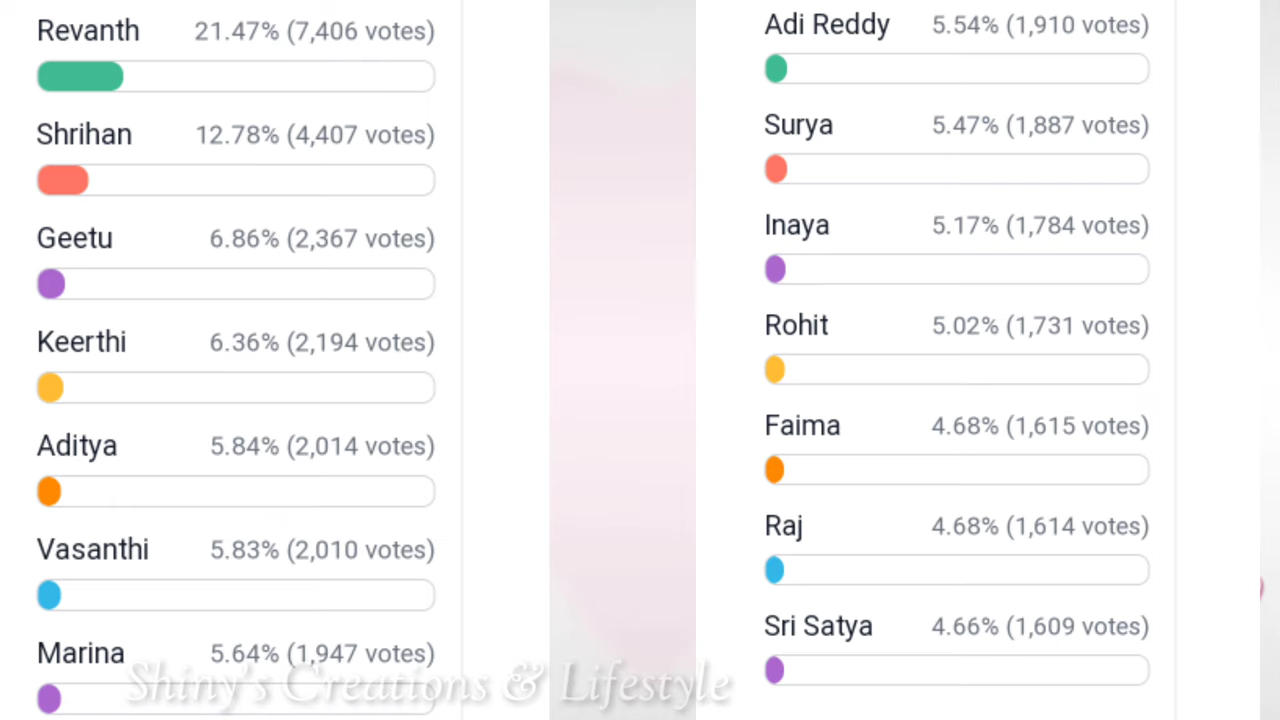 Revanth 21.47% (7,406 votes)
Shrihan 12.78% (4,407 votes)
Geetu 6.86% (2,367 votes)
Keerthi 6.36% (2,194 votes)
Aditya 5.84% (2,014 votes)
Vasanthi 5.83% (2,010 votes)
Marina 5.64% (1,947 votes)
Adi Reddy 5.54% (1,910 votes)
Surya 5.47% (1,887 votes)
Inaya 5.17% (1,784 votes)
Rohit 5.02% (1,731 votes)
Faima 4.68% (1,615 votes)
Raj 4.68% (1,614 votes)
Sri Satya 4.66% (1,609 votes)
Shiny's Creations & Lifestyle